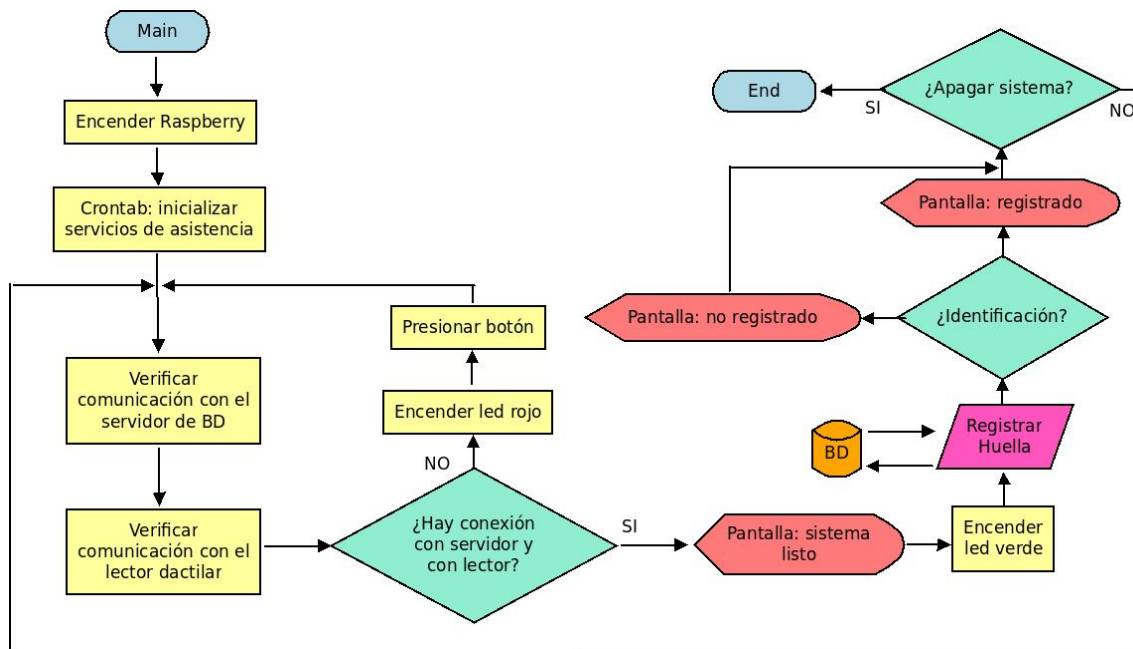 Main
Encender Raspberry
Crontab: inicializar
servicios de asistencia
Verificar
comunicación con el
servidor de BD
Verificar
comunicación con el
lector dactilar
¿Hay conexión
con servidor y
con lector?
NO
Encender led rojo
Presionar botón
SI
Pantalla: sistema
listo
Encender
led verde
Registrar
Huella
BD
¿Identificación?
Pantalla: no registrado
Pantalla: registrado
¿Apagar sistema?
SI
NO
End